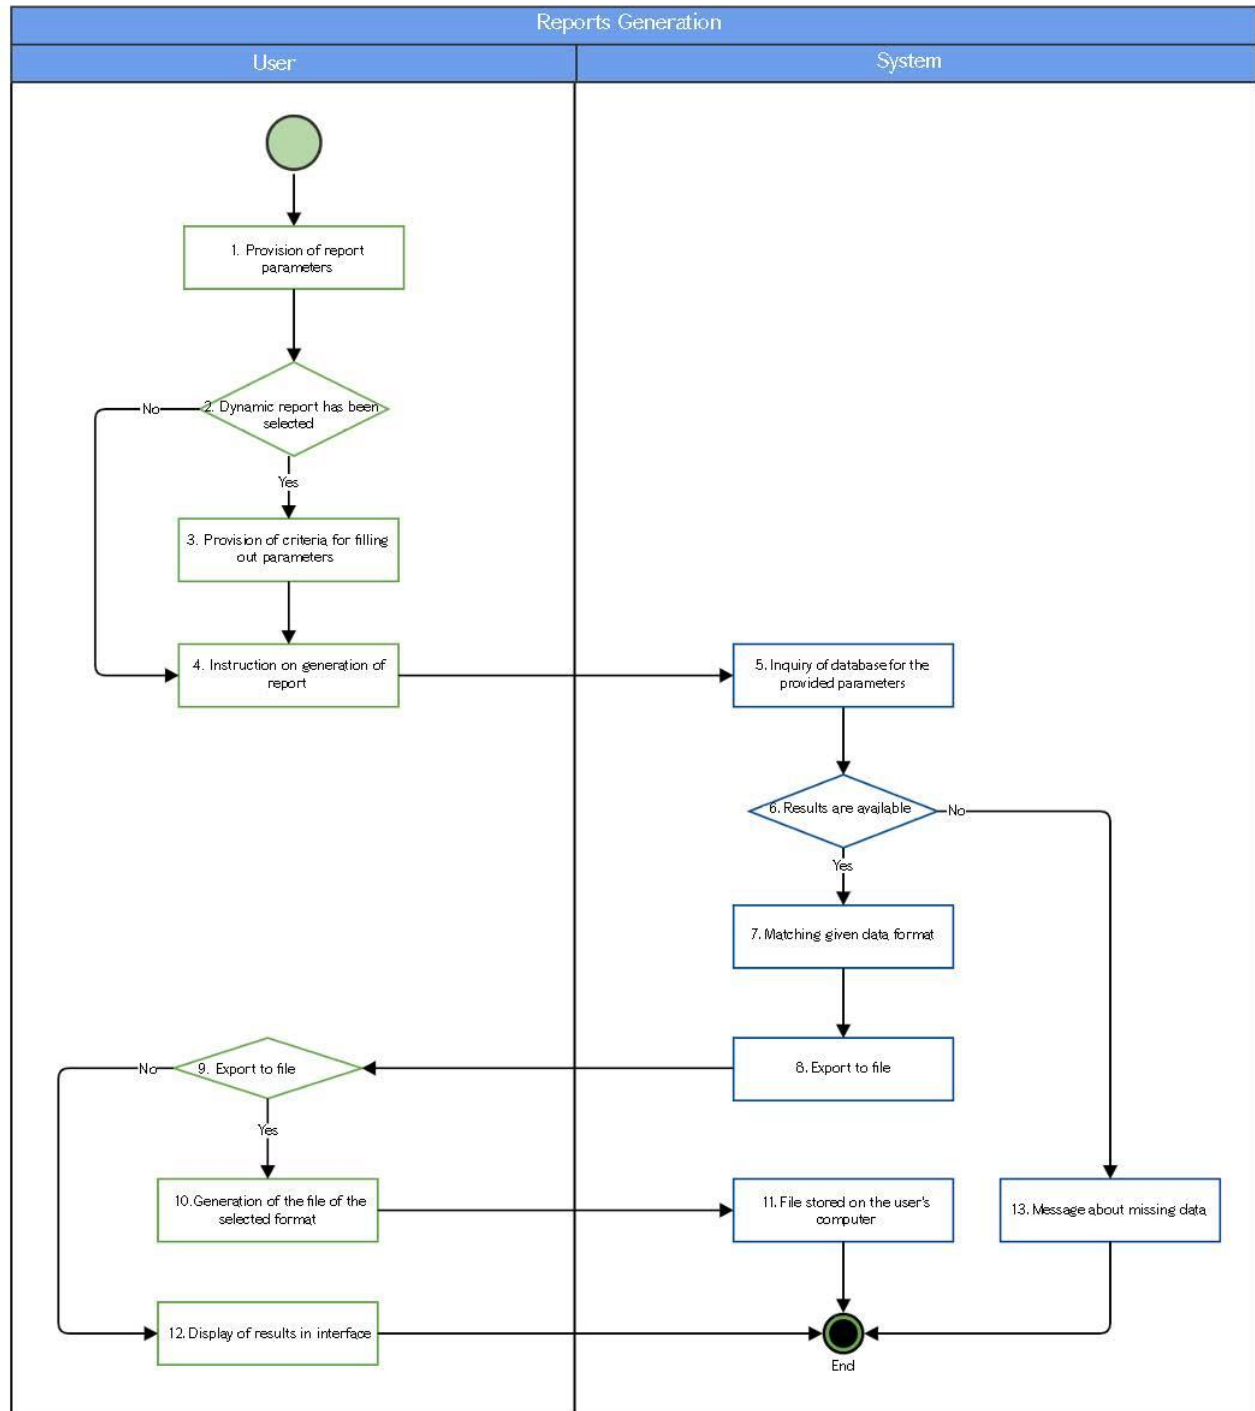 Reports Generation
User
System
1. Provision of report
parameters
No
2. Dynamic report has been
selected
Yes
3. Provision of criteria for filling
out parameters
4. Instruction on generation of
report
5. Inquiry of database for the
provided parameters
6. Results are available
No
Yes
7. Matching given data format
8. Export to file
9. Export to file
No
Yes
10. Generation of the file of the
selected format
11. File stored on the user's
computer
13. Message about missing data
12. Display of results in interface
End